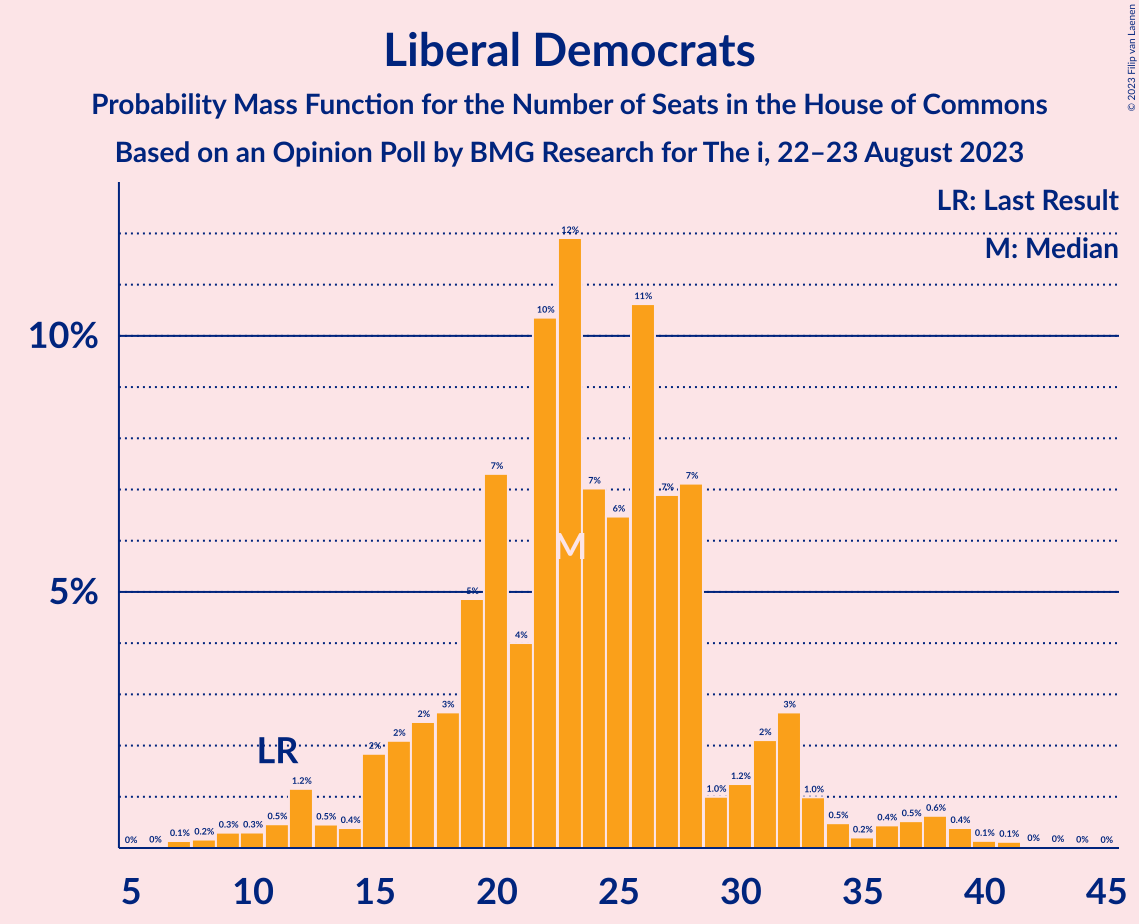 © 2023 Filip van Laenen
Liberal Democrats
Probability Mass Function for the Number of Seats in the House of Commons
Based on an Opinion Poll by BMG Research for The i, 22–23 August 2023
LR: Last Result
M: Median
10%
5%
LR
M
0% 0% 0.1% 0.2% 0.3% 0.3% 0.5% 1.2% 0.5% 0.4% 2% 2% 2% 3% 5% 7% 4% 10% 12% 7% 6% 11% 7% 7% 1.0% 1.2% 2% 3% 1.0% 0.5% 0.2% 0.4% 0.5% 0.6% 0.4% 0.1% 0.1% 0% 0% 0% 0%
5 10 15 20 25 30 35 40 45